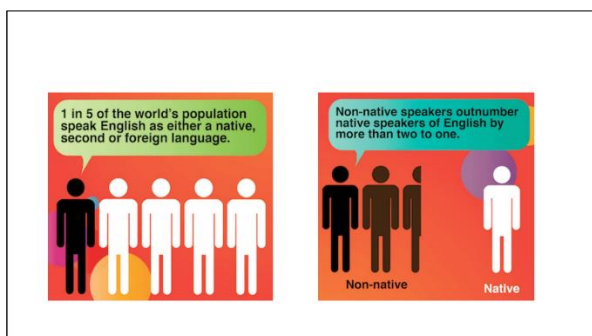 1 in 5 of the world's population
speak English as either a native,
second or foreign language.
Non-native speakers outnumber
native speakers of English by
more than two to one.
Non-native
Native